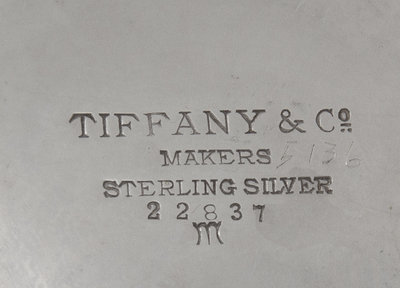 TIFFANY & Cº
MAKERS 5136
STERLING SILVER
22837
m